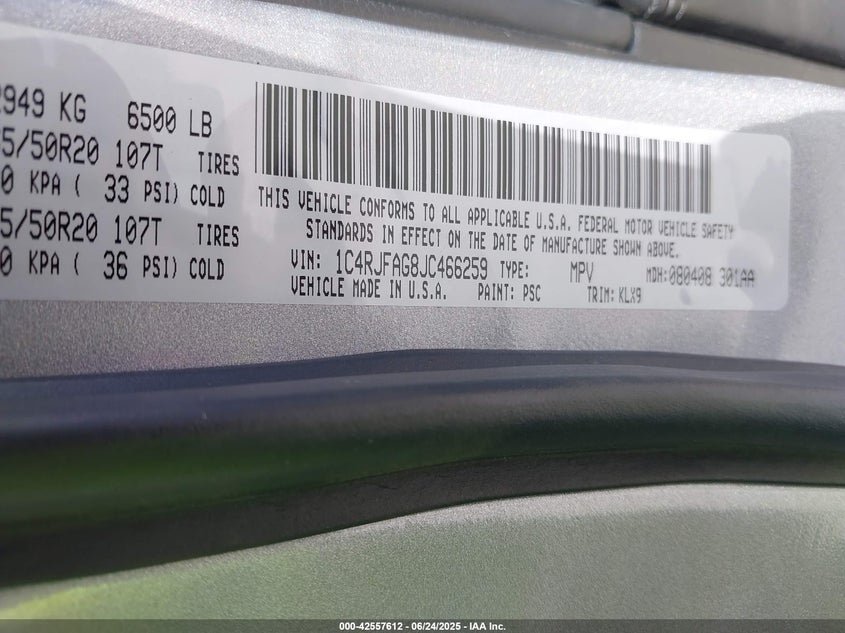 2949 KG 6500 LB
5/50R20 107T TIRES
0 KPA ( 33 PSI) COLD
5/50R20 107T TIRES
0 KPA ( 36 PSI) COLD
THIS VEHICLE CONFORMS TO ALL APPLICABLE U.S.A. FEDERAL MOTOR VEHICLE SAFETY
STANDARDS IN EFFECT ON THE DATE OF MANUFACTURE SHOWN ABOVE.
VIN: 1C4RJFAG8JC466259 TYPE: MPV MDH:080408 301AA
VEHICLE MADE IN U.S.A. PAINT: PSC TRIM: KLX9
000-42557612 - 06/24/2025 - IAA Inc.